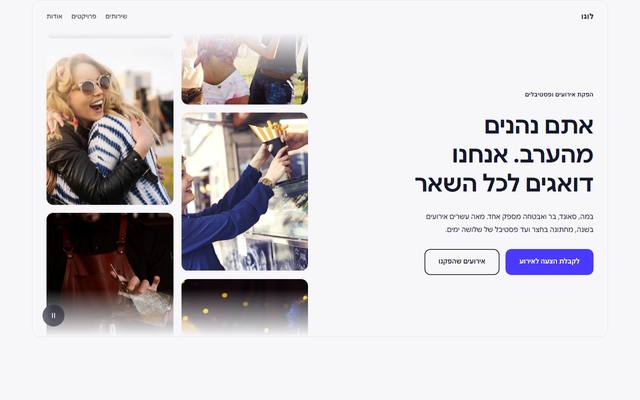 לוגו
שירותים
פרויקטים
אודות
הפקת אירועים ופסטיבלים
אתם נהנים
מהערב. אנחנו
דואגים לכל השאר
במה, סאונד, בר ואבטחה מספק אחד. מאה עשרים אירועים
בשנה, מחתונה בחצר ועד פסטיבל של שלושה ימים.
לקבלת הצעה לאירוע
אירועים שהפקנו